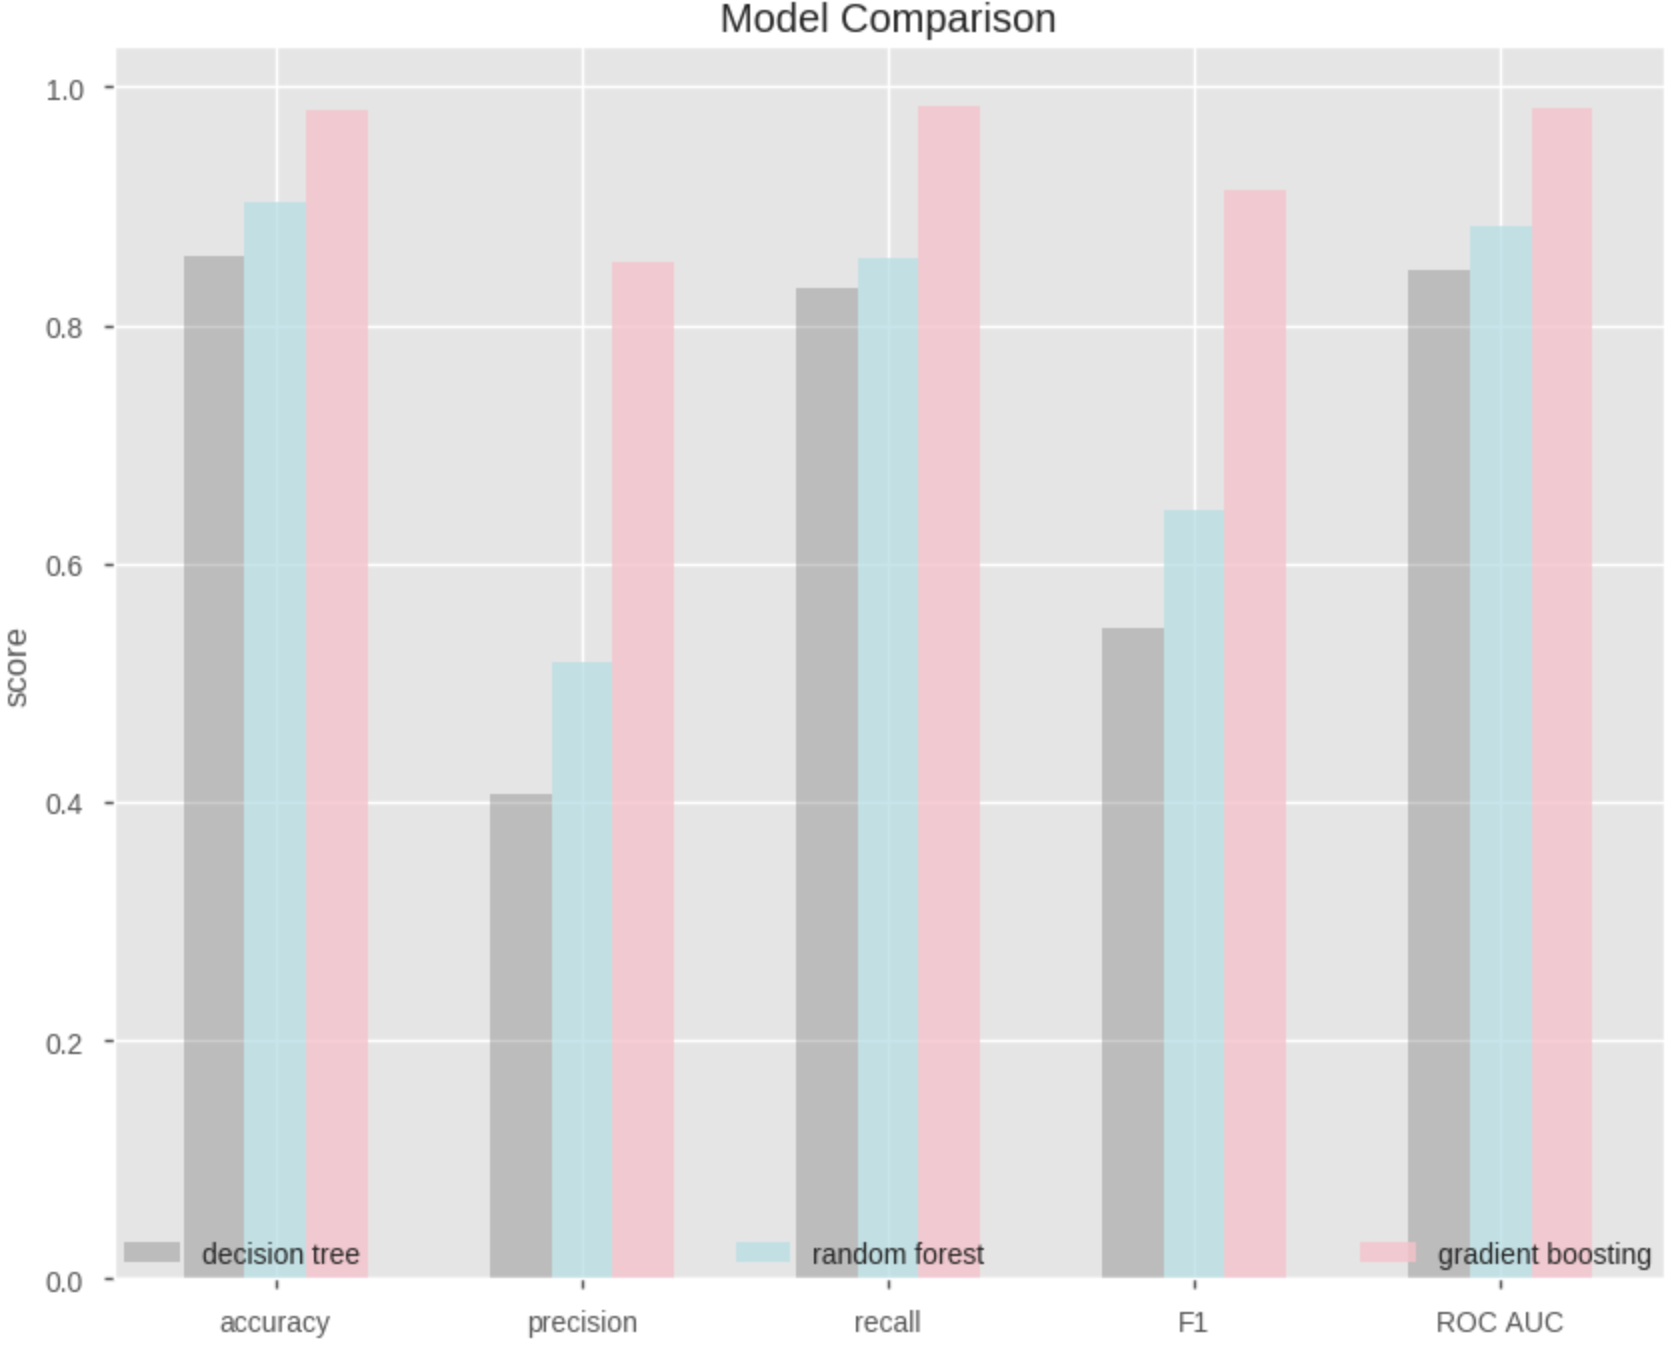 Model Comparison
1.0
0.8
0.6
0.4
0.2
0.0
score
decision tree
random forest
gradient boosting
accuracy
precision
recall
F1
ROC AUC